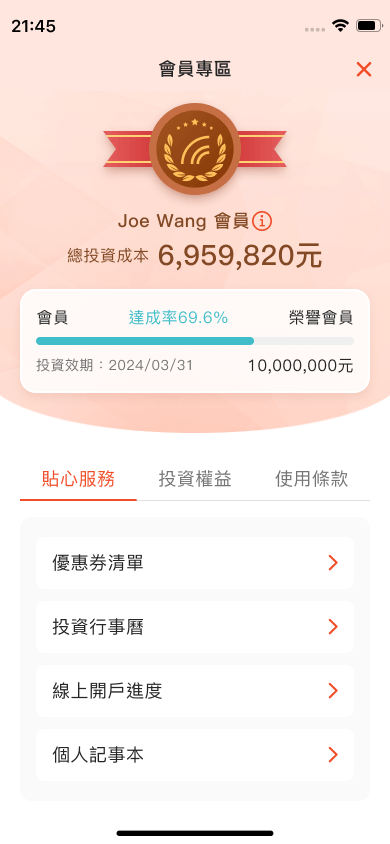 21:45
會員專區
Joe Wang 會員
總投資成本 6,959,820元
會員 達成率69.6% 榮譽會員
投資效期：2024/03/31 10,000,000元
貼心服務 投資權益 使用條款
優惠券清單
投資行事曆
線上開戶進度
個人記事本